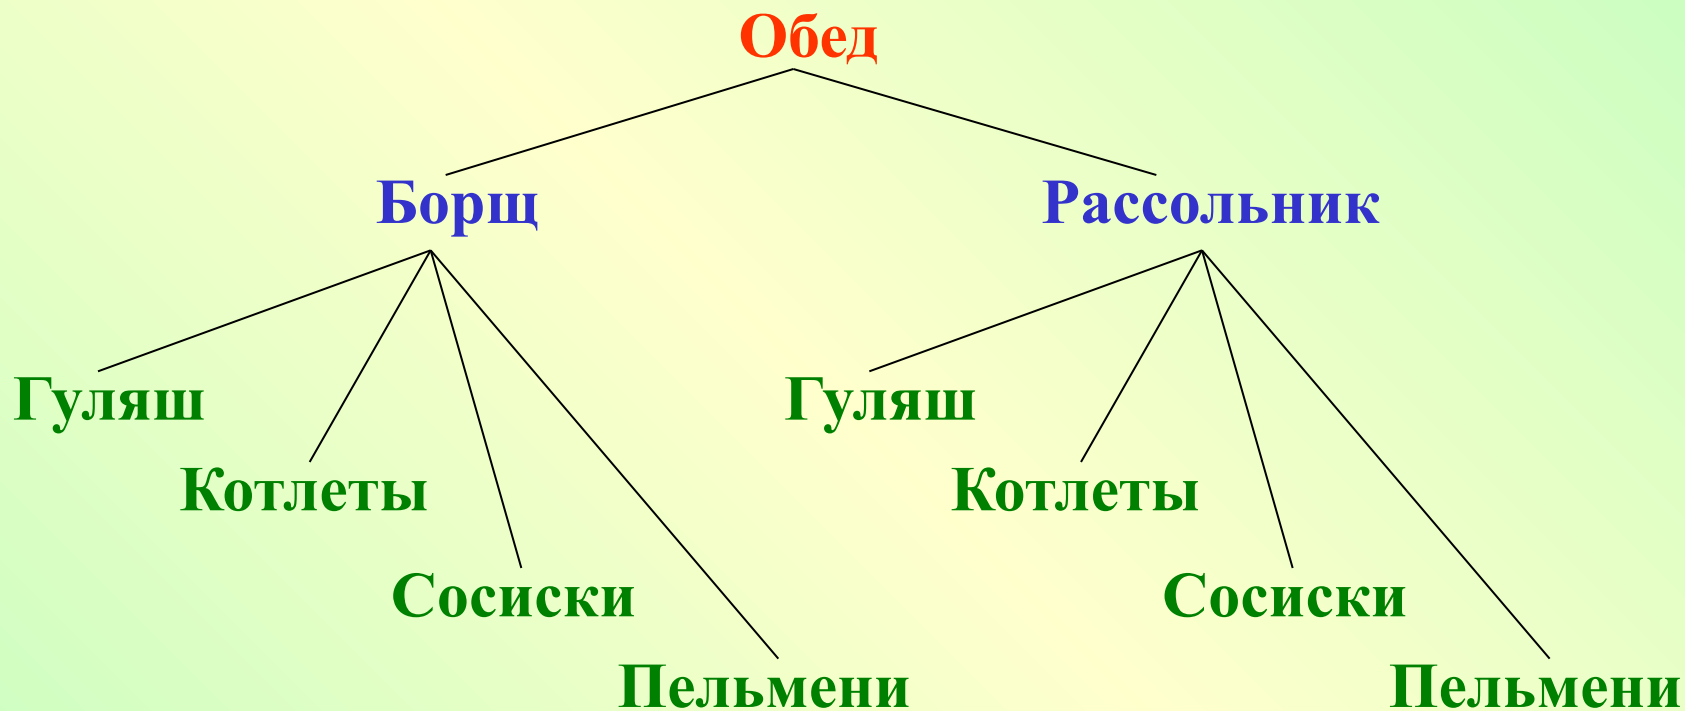 Обед
Борщ
Рассольник
Гуляш
Гуляш
Котлеты
Котлеты
Сосиски
Сосиски
Пельмени
Пельмени